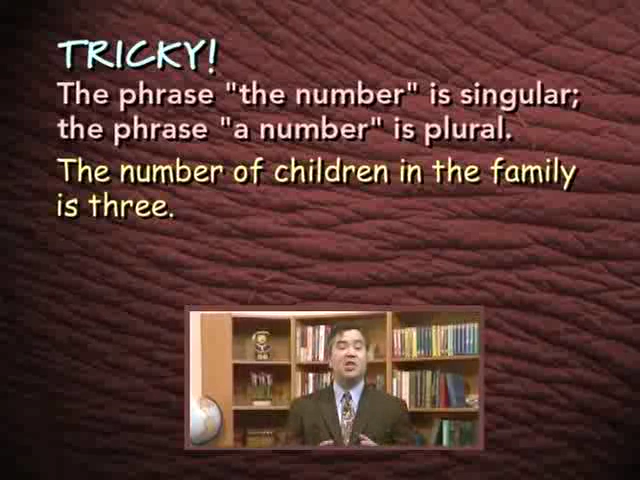 TRICKY!
The phrase "the number" is singular;
the phrase "a number" is plural.
The number of children in the family
is three.